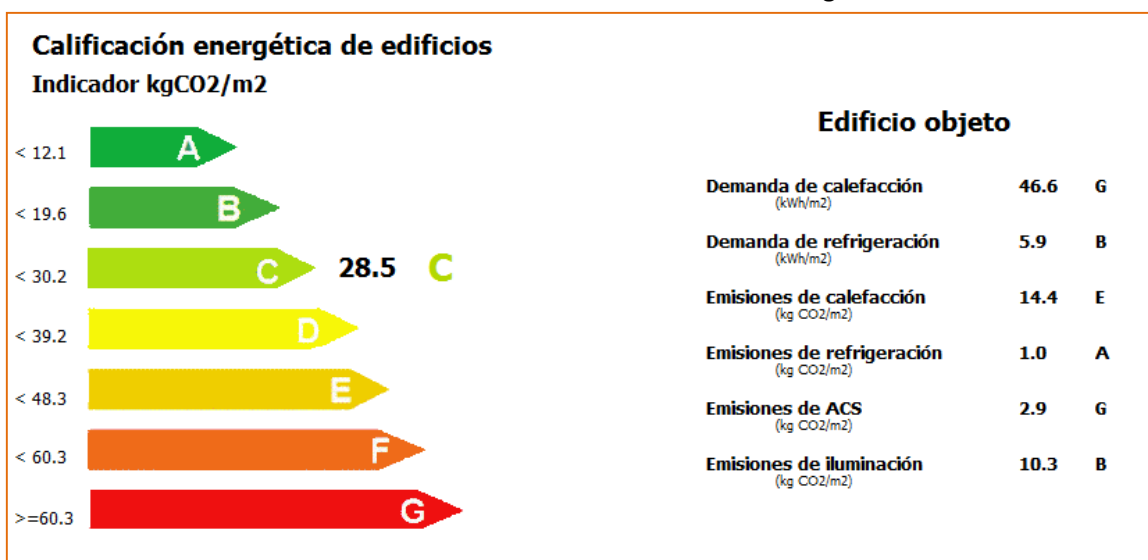 Calificación energética de edificios
Indicador kgCO2/m2
< 12.1 A
< 19.6 B
< 30.2 C 28.5 C
< 39.2 D
< 48.3 E
< 60.3 F
>=60.3 G
Edificio objeto
Demanda de calefacción 46.6 G
(kWh/m2)
Demanda de refrigeración 5.9 B
(kWh/m2)
Emisiones de calefacción 14.4 E
(kg CO2/m2)
Emisiones de refrigeración 1.0 A
(kg CO2/m2)
Emisiones de ACS 2.9 G
(kg CO2/m2)
Emisiones de iluminación 10.3 B
(kg CO2/m2)